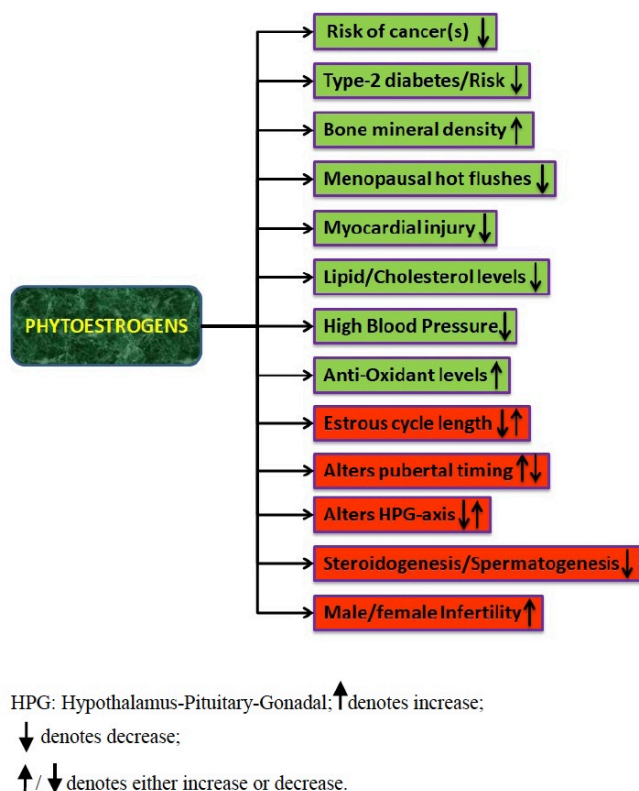 Risk of cancer(s) ↓
Type-2 diabetes/Risk ↓
Bone mineral density ↑
Menopausal hot flushes ↓
Myocardial injury ↓
Lipid/Cholesterol levels ↓
PHYTOESTROGENS
High Blood Pressure ↓
Anti-Oxidant levels ↑
Estrous cycle length ↓↑
Alters pubertal timing ↑↓
Alters HPG-axis ↓↑
Steroidogenesis/Spermatogenesis ↓
Male/female Infertility ↑
HPG: Hypothalamus-Pituitary-Gonadal; ↑ denotes increase;
↓ denotes decrease;
↑ / ↓ denotes either increase or decrease.